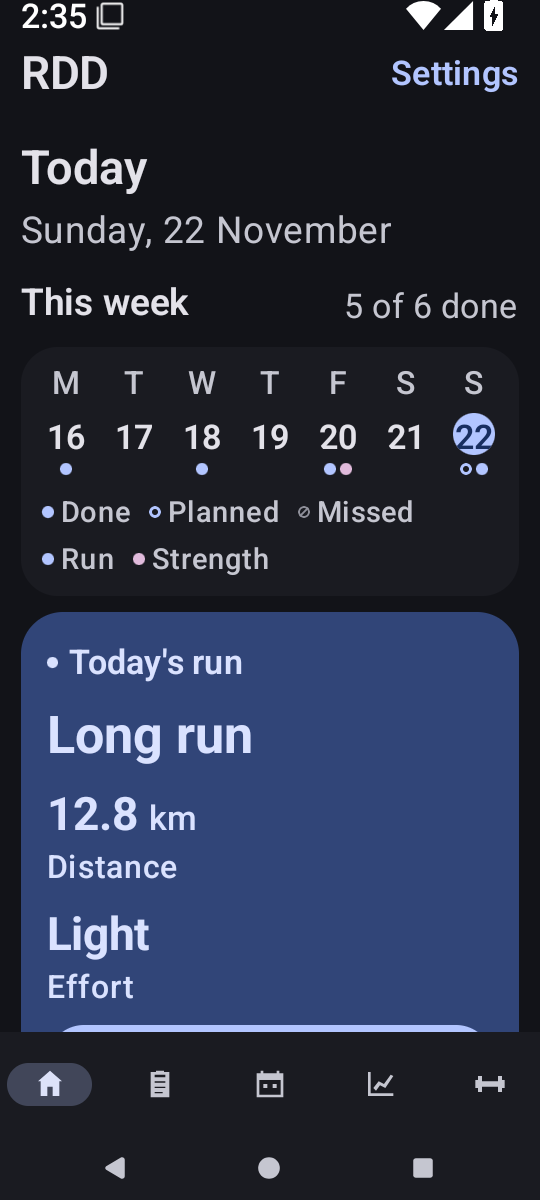 2:35
RDD Settings
Today
Sunday, 22 November
This week 5 of 6 done
M T W T F S S
16 17 18 19 20 21 22
Done Planned Missed
Run Strength
Today's run
Long run
12.8 km
Distance
Light
Effort